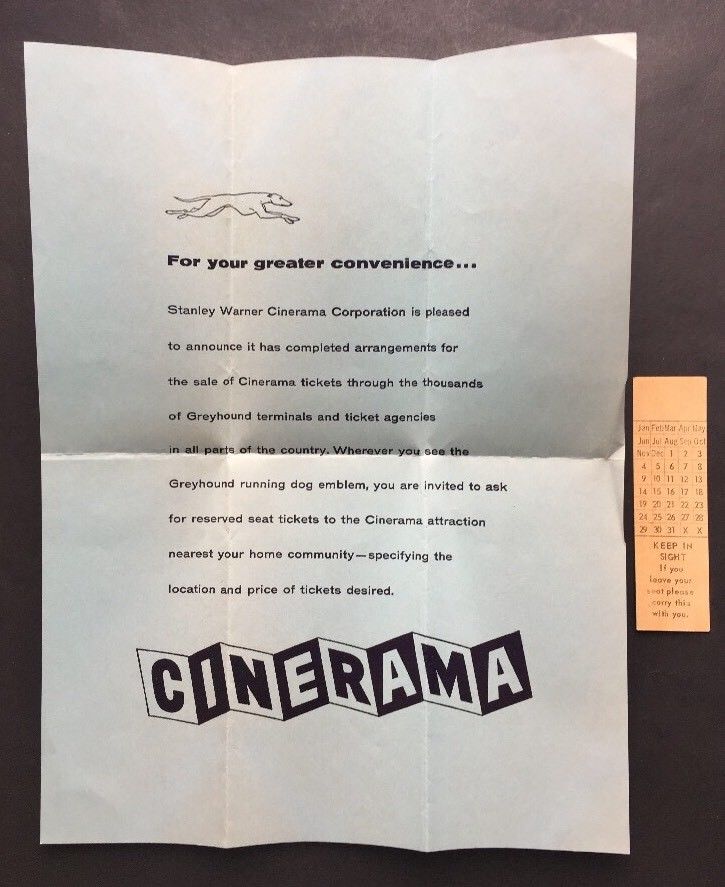 For your greater convenience...
Stanley Warner Cinerama Corporation is pleased
to announce it has completed arrangements for
the sale of Cinerama tickets through the thousands
of Greyhound terminals and ticket agencies
in all parts of the country. Wherever you see the
Greyhound running dog emblem, you are invited to ask
for reserved seat tickets to the Cinerama attraction
nearest your home community—specifying the
location and price of tickets desired.
CINERAMA
Jan Feb Mar Apr May
Jun Jul Aug Sep Oct
Nov Dec 1 2 3
4 5 6 7 8
9 10 11 12 13
14 15 16 17 18
19 20 21 22 23
24 25 26 27 28
29 30 31 X X
KEEP IN
SIGHT
If you
leave your
seat please
carry this
with you.